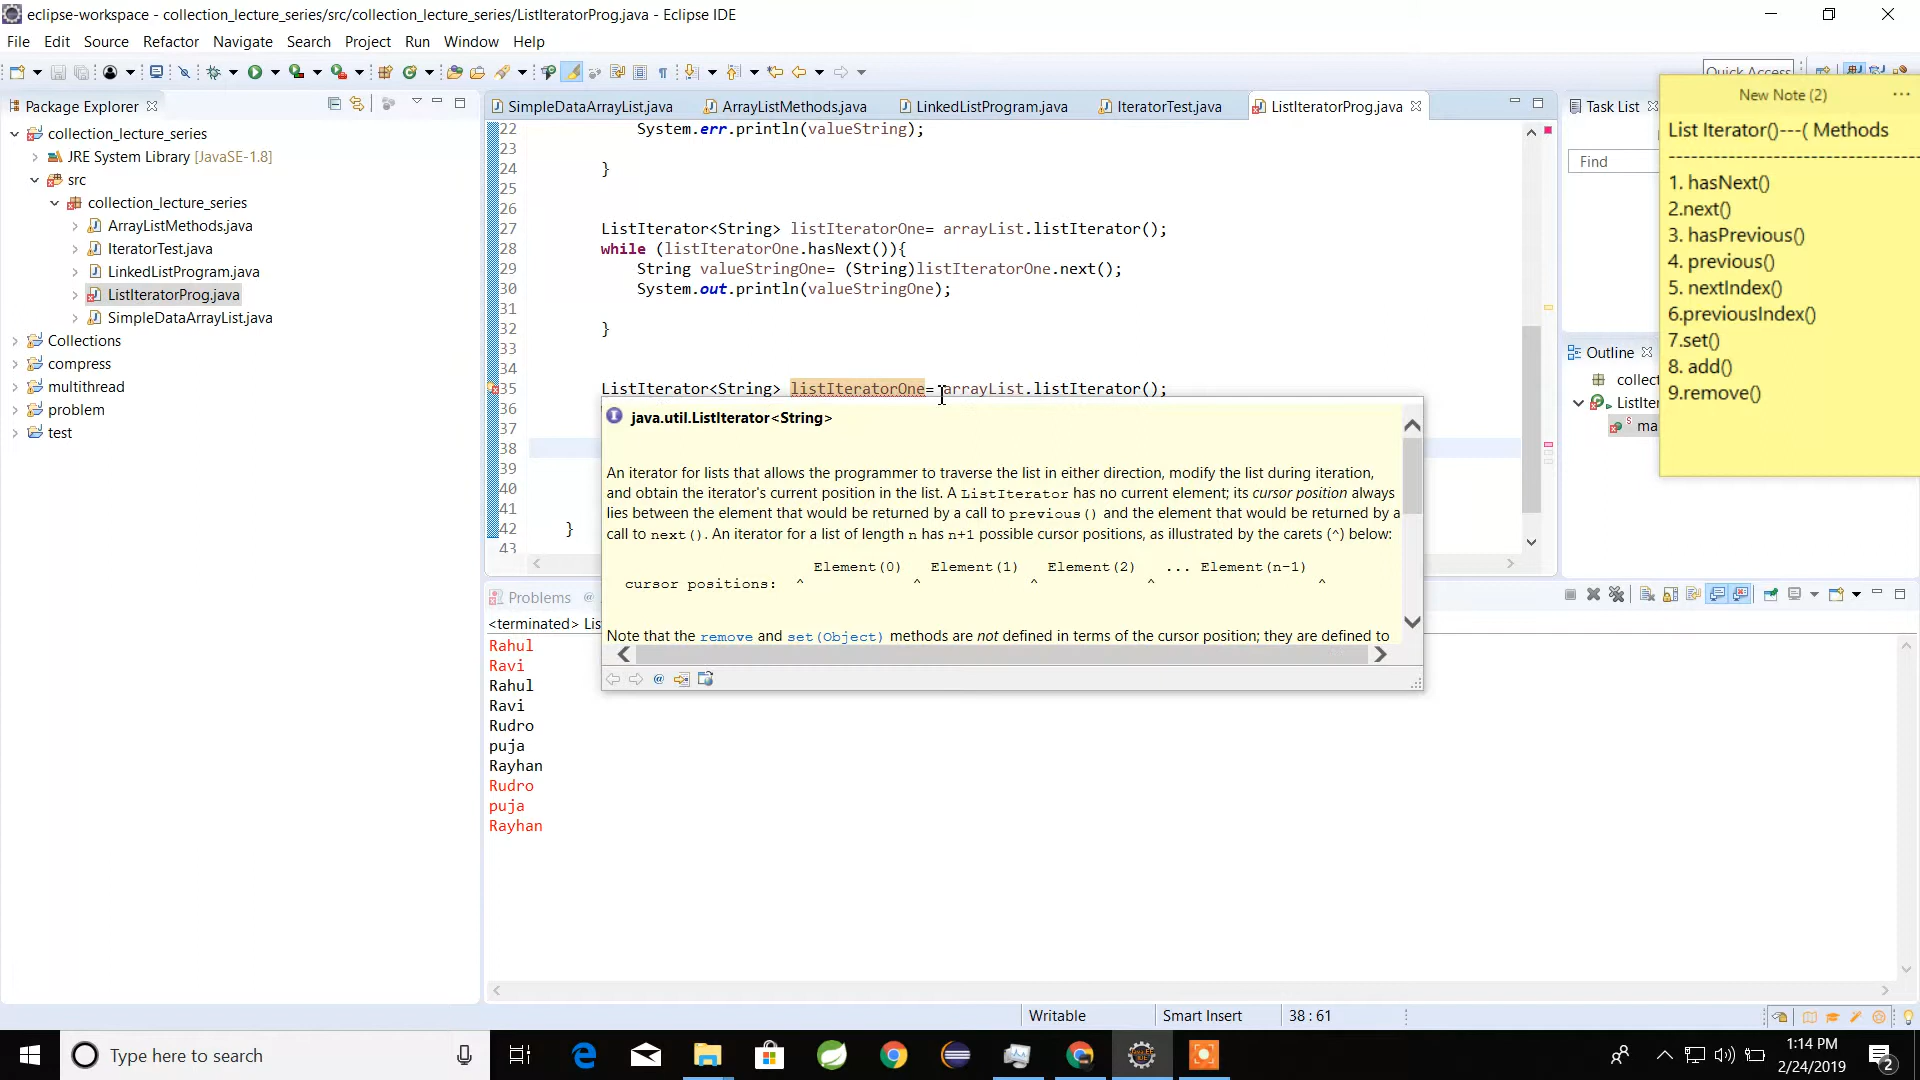 eclipse-workspace - collection_lecture_series/src/collection_lecture_series/ListIteratorProg.java - Eclipse IDE
File Edit Source Refactor Navigate Search Project Run Window Help
Quick Access
Package Explorer
collection_lecture_series
JRE System Library [JavaSE-1.8]
src
collection_lecture_series
ArrayListMethods.java
IteratorTest.java
LinkedListProgram.java
ListIteratorProg.java
SimpleDataArrayList.java
Collections
compress
multithread
problem
test
SimpleDataArrayList.java ArrayListMethods.java LinkedListProgram.java IteratorTest.java ListIteratorProg.java
22 System.err.println(valueString);
23
24 }
25
26
27 ListIterator<String> listIteratorOne= arrayList.listIterator();
28 while (listIteratorOne.hasNext()){
29 String valueStringOne= (String)listIteratorOne.next();
30 System.out.println(valueStringOne);
31
32 }
33
34
35 ListIterator<String> listIteratorOne= arrayList.listIterator();
36
37
38
39
40
41
42 }
43
java.util.ListIterator<String>
An iterator for lists that allows the programmer to traverse the list in either direction, modify the list during iteration,
and obtain the iterator's current position in the list. A ListIterator has no current element; its cursor position always
lies between the element that would be returned by a call to previous() and the element that would be returned by a
call to next(). An iterator for a list of length n has n+1 possible cursor positions, as illustrated by the carets (^) below:
Element(0) Element(1) Element(2) ... Element(n-1)
cursor positions: ^ ^ ^ ^ ^
Note that the remove and set(Object) methods are not defined in terms of the cursor position; they are defined to
@
Task List
Find
Outline
collect
ListIter
ma
New Note (2)
...
List Iterator()---( Methods
----------------------------------
1. hasNext()
2.next()
3. hasPrevious()
4. previous()
5. nextIndex()
6.previousIndex()
7.set()
8. add()
9.remove()
Problems @
<terminated> Lis
Rahul
Ravi
Rahul
Ravi
Rudro
puja
Rayhan
Rudro
puja
Rayhan
Writable Smart Insert 38 : 61
Type here to search
1:14 PM
2/24/2019
2